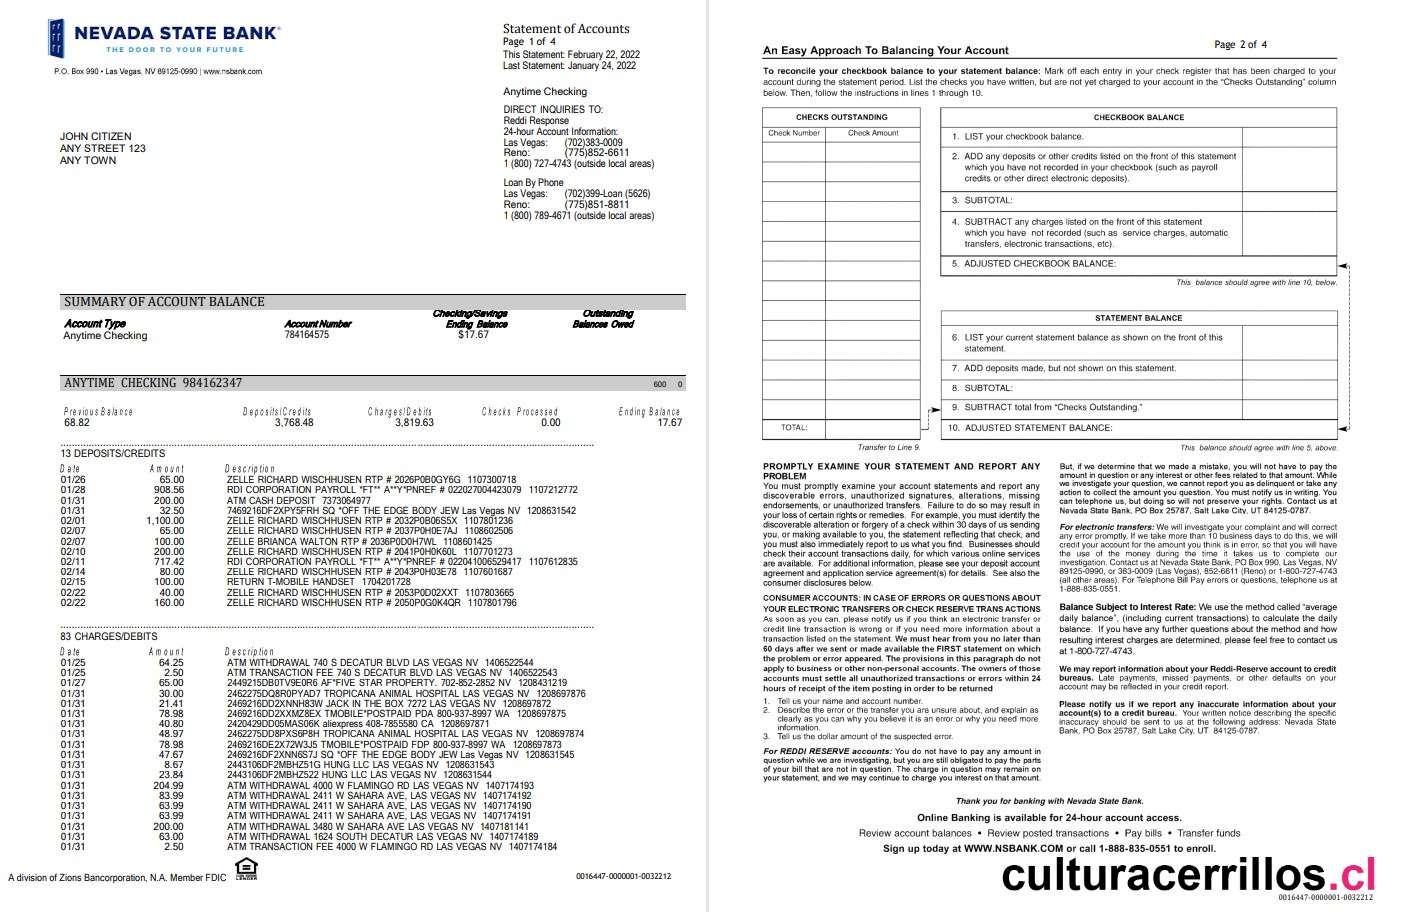 NEVADA STATE BANK
THE DOOR TO YOUR FUTURE
P.O. Box 990 • Las Vegas, NV 89125-0990 | www.nsbank.com
Statement of Accounts
Page 1 of 4
This Statement: February 22, 2022
Last Statement: January 24, 2022
Anytime Checking
DIRECT INQUIRIES TO:
Reddi Response
24-hour Account Information:
Las Vegas: (702)383-0009
Reno: (775)852-6611
1 (800) 727-4743 (outside local areas)
Loan By Phone
Las Vegas: (702)399-Loan (5626)
Reno: (775)851-8811
1 (800) 789-4671 (outside local areas)
JOHN CITIZEN
ANY STREET 123
ANY TOWN
SUMMARY OF ACCOUNT BALANCE
Account Type Account Number Checking/Savings Ending Balance Outstanding Balances Owed
Anytime Checking 784164575 $17.67
ANYTIME CHECKING 984162347 600 0
Previous Balance Deposits/Credits Charges/Debits Checks Processed Ending Balance
68.82 3,768.48 3,819.63 0.00 17.67
13 DEPOSITS/CREDITS
Date Amount Description
01/26 65.00 ZELLE RICHARD WISCHHUSEN RTP # 2026P0B0GY6G 1107300718
01/28 908.56 RDI CORPORATION PAYROLL *FT** A**Y*PNREF # 022027004423079 1107212772
01/31 200.00 ATM CASH DEPOSIT 7373064977
01/31 32.50 7469216DF2XPY5FRH SQ *OFF THE EDGE BODY JEW Las Vegas NV 1208631542
02/01 1,100.00 ZELLE RICHARD WISCHHUSEN RTP # 2032P0B06S5X 1107801236
02/07 65.00 ZELLE RICHARD WISCHHUSEN RTP # 2037P0H0E7AJ 1108602506
02/07 100.00 ZELLE BRIANCA WALTON RTP # 2036P0D0H7WL 1108601425
02/10 200.00 ZELLE RICHARD WISCHHUSEN RTP # 2041P0H0K60L 1107701273
02/11 717.42 RDI CORPORATION PAYROLL *FT** A**Y*PNREF # 022041006529417 1107612835
02/14 80.00 ZELLE RICHARD WISCHHUSEN RTP # 2043P0H03E78 1107601687
02/15 100.00 RETURN T-MOBILE HANDSET 1704201728
02/22 40.00 ZELLE RICHARD WISCHHUSEN RTP # 2053P0D02XXT 1107803665
02/22 160.00 ZELLE RICHARD WISCHHUSEN RTP # 2050P0G0K4QR 1107801796
83 CHARGES/DEBITS
Date Amount Description
01/25 64.25 ATM WITHDRAWAL 740 S DECATUR BLVD LAS VEGAS NV 1406522544
01/25 2.50 ATM TRANSACTION FEE 740 S DECATUR BLVD LAS VEGAS NV 1406522543
01/27 65.00 2449215DB0TV9E0R6 AF*FIVE STAR PROPERTY. 702-852-2852 NV 1208431219
01/31 30.00 2462275DQ8R0PYAD7 TROPICANA ANIMAL HOSPITAL LAS VEGAS NV 1208697876
01/31 21.41 2469216DD2XNNH83W JACK IN THE BOX 7272 LAS VEGAS NV 1208697872
01/31 78.98 2469216DD2XXMZ8EX TMOBILE*POSTPAID PDA 800-937-8997 WA 1208697875
01/31 40.80 2420429DD05MAS06K aliexpress 408-7855580 CA 1208697871
01/31 48.97 2462275DD8PXS6P8H TROPICANA ANIMAL HOSPITAL LAS VEGAS NV 1208697874
01/31 78.98 2469216DE2X72W3J5 TMOBILE*POSTPAID FDP 800-937-8997 WA 1208697873
01/31 47.67 2469216DF2XNN6S7J SQ *OFF THE EDGE BODY JEW Las Vegas NV 1208631545
01/31 8.67 2443106DF2MBHZ51G HUNG LLC LAS VEGAS NV 1208631543
01/31 23.84 2443106DF2MBHZ522 HUNG LLC LAS VEGAS NV 1208631544
01/31 204.99 ATM WITHDRAWAL 4000 W FLAMINGO RD LAS VEGAS NV 1407174193
01/31 83.99 ATM WITHDRAWAL 2411 W SAHARA AVE, LAS VEGAS NV 1407174192
01/31 63.99 ATM WITHDRAWAL 2411 W SAHARA AVE, LAS VEGAS NV 1407174190
01/31 63.99 ATM WITHDRAWAL 2411 W SAHARA AVE, LAS VEGAS NV 1407174191
01/31 200.00 ATM WITHDRAWAL 3480 W SAHARA AVE LAS VEGAS NV 1407181141
01/31 63.00 ATM WITHDRAWAL 1624 SOUTH DECATUR LAS VEGAS NV 1407174189
01/31 2.50 ATM TRANSACTION FEE 4000 W FLAMINGO RD LAS VEGAS NV 1407174184
A division of Zions Bancorporation, N.A. Member FDIC
0016447-0000001-0032212
Page 2 of 4
An Easy Approach To Balancing Your Account
To reconcile your checkbook balance to your statement balance: Mark off each entry in your check register that has been charged to your
account during the statement period. List the checks you have written, but are not yet charged to your account in the "Checks Outstanding" column
below. Then, follow the instructions in lines 1 through 10.
CHECKS OUTSTANDING
Check Number Check Amount
TOTAL:
Transfer to Line 9.
CHECKBOOK BALANCE
1. LIST your checkbook balance.
2. ADD any deposits or other credits listed on the front of this statement
which you have not recorded in your checkbook (such as payroll
credits or other direct electronic deposits).
3. SUBTOTAL:
4. SUBTRACT any charges listed on the front of this statement
which you have not recorded (such as service charges, automatic
transfers, electronic transactions, etc).
5. ADJUSTED CHECKBOOK BALANCE:
This balance should agree with line 10, below.
STATEMENT BALANCE
6. LIST your current statement balance as shown on the front of this
statement.
7. ADD deposits made, but not shown on this statement.
8. SUBTOTAL:
9. SUBTRACT total from "Checks Outstanding."
10. ADJUSTED STATEMENT BALANCE:
This balance should agree with line 5, above.
PROMPTLY EXAMINE YOUR STATEMENT AND REPORT ANY
PROBLEM
You must promptly examine your account statements and report any
discoverable errors, unauthorized signatures, alterations, missing
endorsements, or unauthorized transfers. Failure to do so may result in
your loss of certain rights or remedies. For example, you must identify the
discoverable alteration or forgery of a check within 30 days of us sending
you, or making available to you, the statement reflecting that check, and
you must also immediately report to us what you find. Businesses should
check their account transactions daily, for which various online services
are available. For additional information, please see your deposit account
agreement and application service agreement(s) for details. See also the
consumer disclosures below.
CONSUMER ACCOUNTS: IN CASE OF ERRORS OR QUESTIONS ABOUT
YOUR ELECTRONIC TRANSFERS OR CHECK RESERVE TRANSACTIONS
As soon as you can, please notify us if you think an electronic transfer or
credit line transaction is wrong or if you need more information about a
transaction listed on the statement. We must hear from you no later than
60 days after we sent or made available the FIRST statement on which
the problem or error appeared. The provisions in this paragraph do not
apply to business or other non-personal accounts. The owners of those
accounts must settle all unauthorized transactions or errors within 24
hours of receipt of the item posting in order to be returned
1. Tell us your name and account number.
2. Describe the error or the transfer you are unsure about, and explain as
clearly as you can why you believe it is an error or why you need more
information.
3. Tell us the dollar amount of the suspected error.
For REDDI RESERVE accounts: You do not have to pay any amount in
question while we are investigating, but you are still obligated to pay the parts
of your bill that are not in question. The charge in question may remain on
your statement, and we may continue to charge you interest on that amount.
But, if we determine that we made a mistake, you will not have to pay the
amount in question or any interest or other fees related to that amount. While
we investigate your question, we cannot report you as delinquent or take any
action to collect the amount you question. You must notify us in writing. You
can telephone us, but doing so will not preserve your rights. Contact us at
Nevada State Bank, PO Box 25787, Salt Lake City, UT 84125-0787.
For electronic transfers: We will investigate your complaint and will correct
any error promptly. If we take more than 10 business days to do this, we will
credit your account for the amount you think is in error, so that you will have
the use of the money during the time it takes us to complete our
investigation. Contact us at Nevada State Bank, PO Box 990, Las Vegas, NV
89125-0990, or 383-0009 (Las Vegas), 852-6611 (Reno) or 1-800-727-4743
(all other areas). For Telephone Bill Pay errors or questions, telephone us at
1-888-835-0551.
Balance Subject to Interest Rate: We use the method called "average
daily balance", (including current transactions) to calculate the daily
balance. If you have any further questions about the method and how
resulting interest charges are determined, please feel free to contact us
at 1-800-727-4743.
We may report information about your Reddi-Reserve account to credit
bureaus. Late payments, missed payments, or other defaults on your
account may be reflected in your credit report.
Please notify us if we report any inaccurate information about your
account(s) to a credit bureau. Your written notice describing the specific
inaccuracy should be sent to us at the following address: Nevada State
Bank, PO Box 25787, Salt Lake City, UT 84125-0787.
Thank you for banking with Nevada State Bank.
Online Banking is available for 24-hour account access.
Review account balances • Review posted transactions • Pay bills • Transfer funds
Sign up today at WWW.NSBANK.COM or call 1-888-835-0551 to enroll.
culturacerrillos.cl
0016447-0000001-0032212